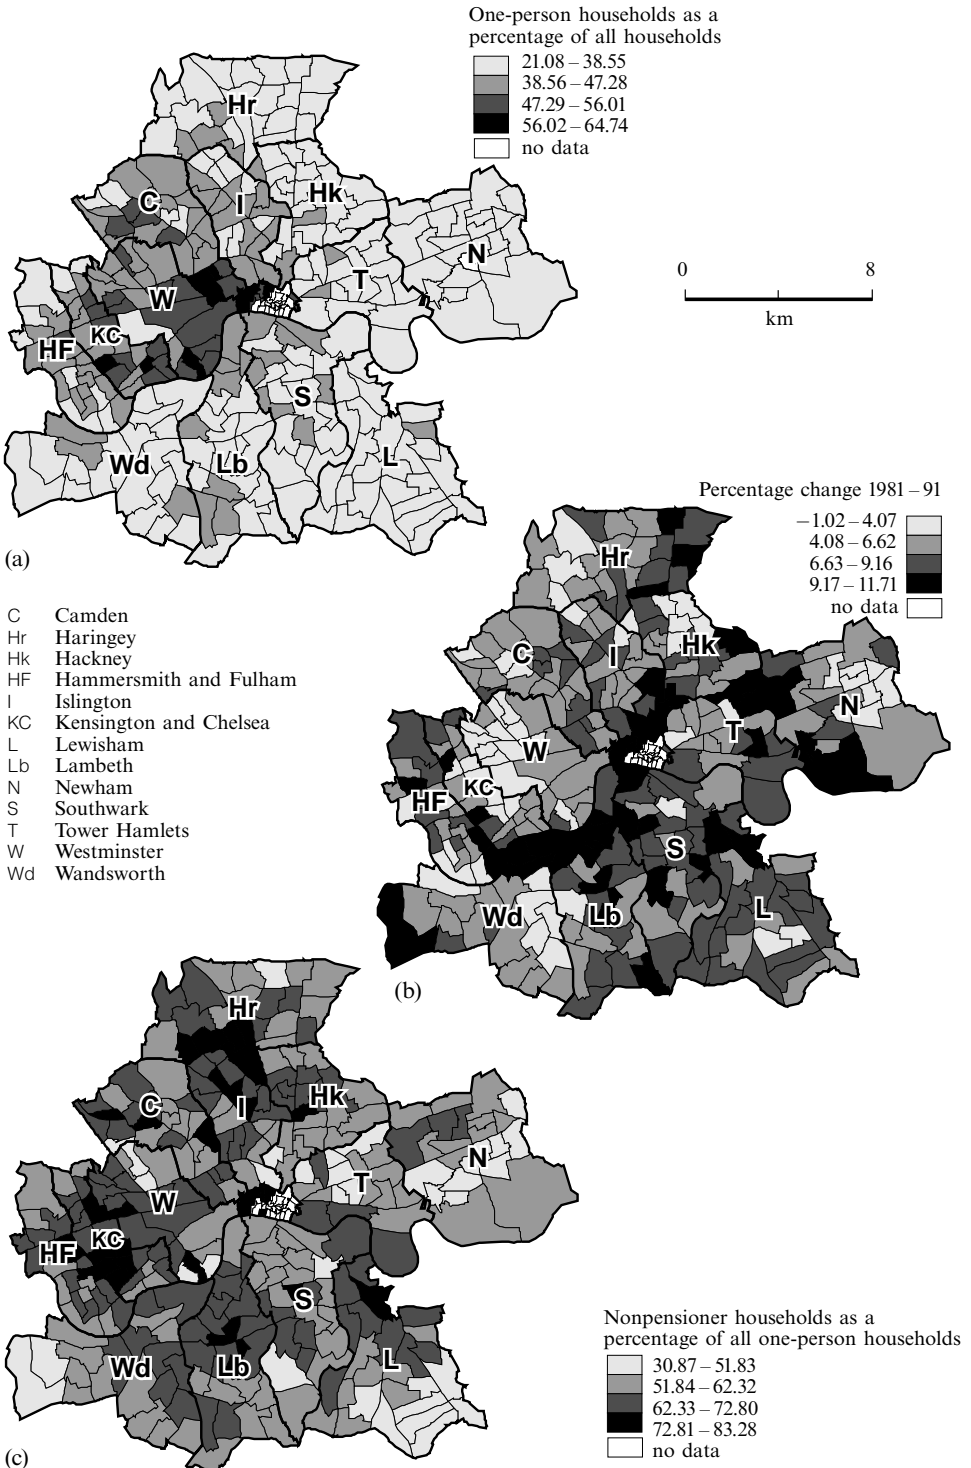 One-person households as a
percentage of all households
21.08 – 38.55
38.56 – 47.28
47.29 – 56.01
56.02 – 64.74
no data
Hr
C
I
Hk
N
T
W
KC
HF
S
Wd
Lb
L
0 8
km
(a)
Percentage change 1981 – 91
−1.02 – 4.07
4.08 – 6.62
6.63 – 9.16
9.17 – 11.71
no data
Hr
C
I
Hk
N
T
W
KC
HF
S
Wd
Lb
L
(b)
C Camden
Hr Haringey
Hk Hackney
HF Hammersmith and Fulham
I Islington
KC Kensington and Chelsea
L Lewisham
Lb Lambeth
N Newham
S Southwark
T Tower Hamlets
W Westminster
Wd Wandsworth
Hr
C
I
Hk
N
T
W
KC
HF
S
Wd
Lb
L
(c)
Nonpensioner households as a
percentage of all one-person households
30.87 – 51.83
51.84 – 62.32
62.33 – 72.80
72.81 – 83.28
no data